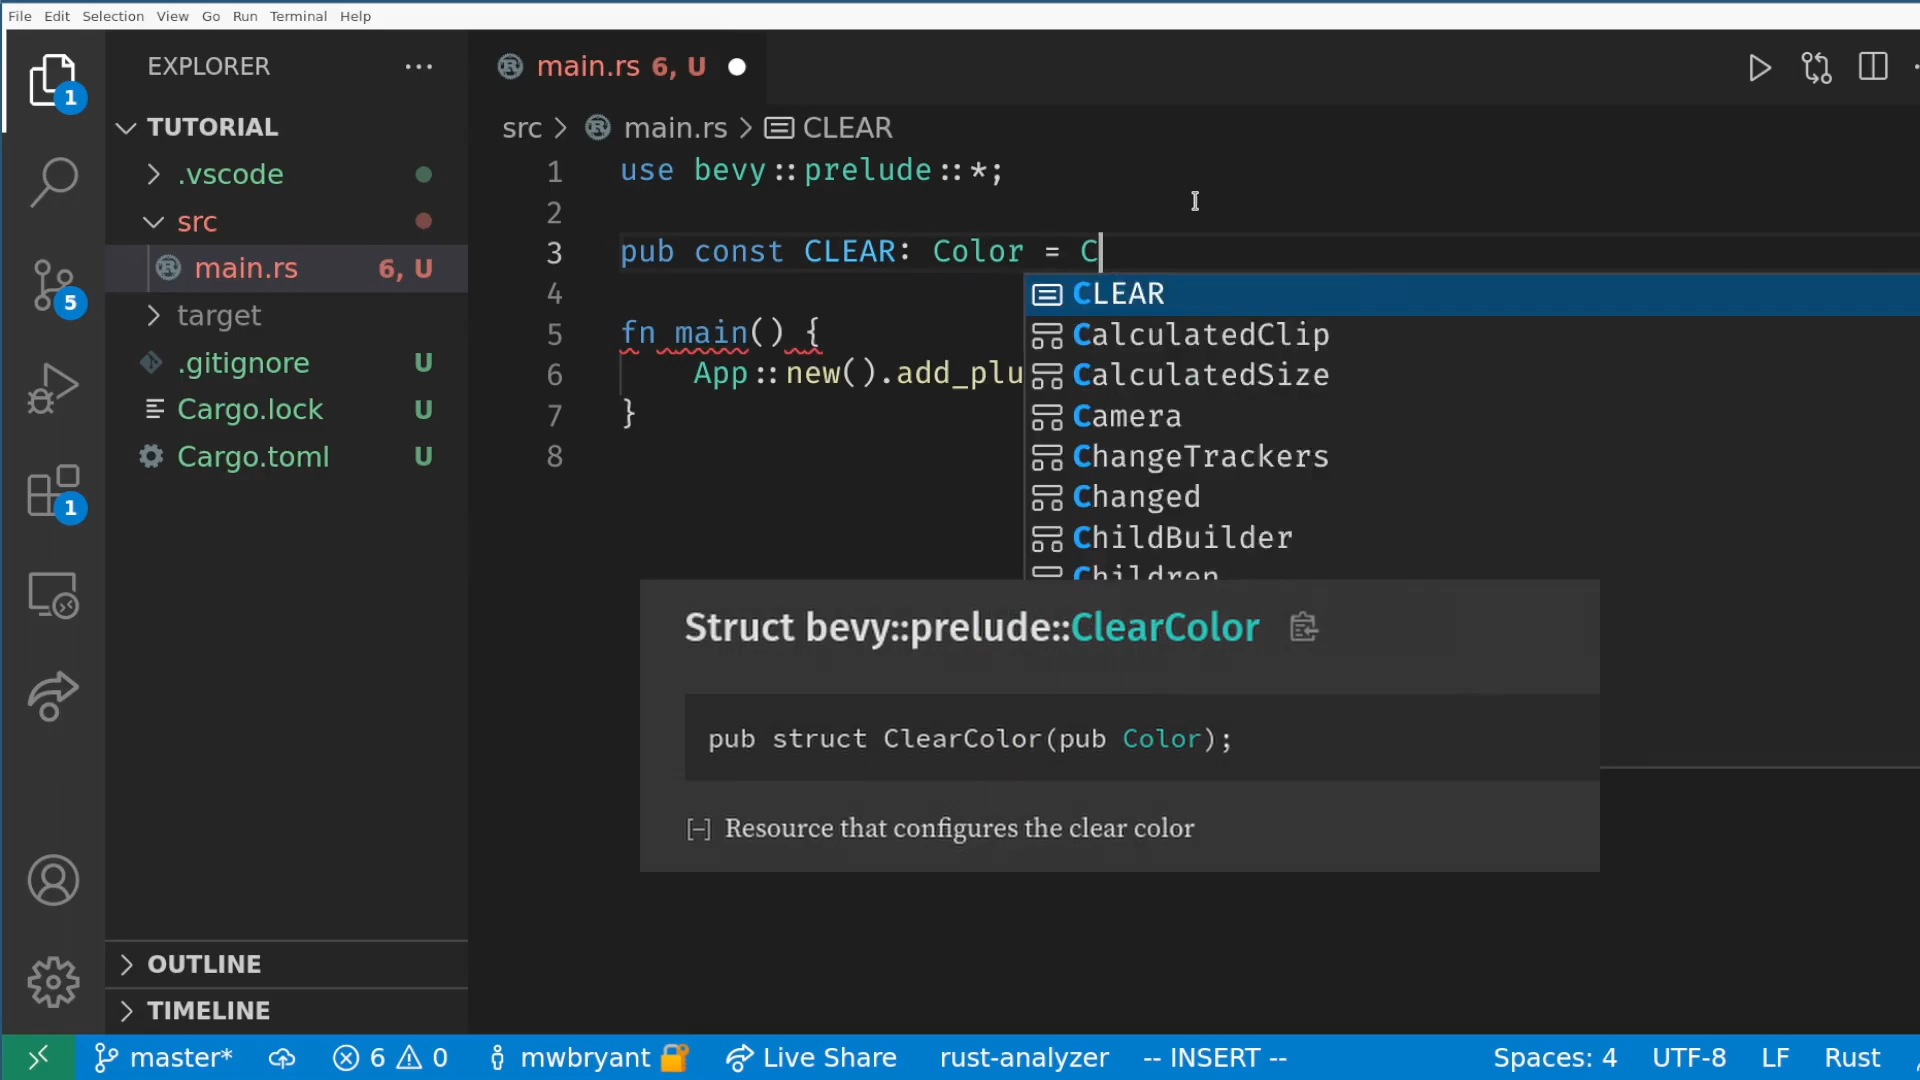 File Edit Selection View Go Run Terminal Help
EXPLORER
main.rs 6, U
1
TUTORIAL
src > main.rs > CLEAR
.vscode
src
main.rs 6, U
target
.gitignore U
Cargo.lock U
Cargo.toml U
5
1
1 use bevy::prelude::*;
2
3 pub const CLEAR: Color = C
4
5 fn main() {
6 App::new().add_plu
7 }
8
CLEAR
CalculatedClip
CalculatedSize
Camera
ChangeTrackers
Changed
ChildBuilder
Children
Struct bevy::prelude::ClearColor
pub struct ClearColor(pub Color);
[−] Resource that configures the clear color
OUTLINE
TIMELINE
master* 6 0 mwbryant Live Share rust-analyzer -- INSERT -- Spaces: 4 UTF-8 LF Rust